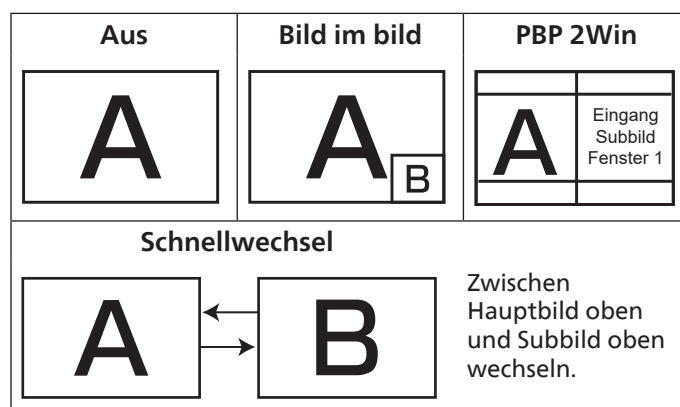 Aus
Bild im bild
PBP 2Win
A
A
B
A
Eingang
Subbild
Fenster 1
Schnellwechsel
A
B
Zwischen
Hauptbild oben
und Subbild oben
wechseln.